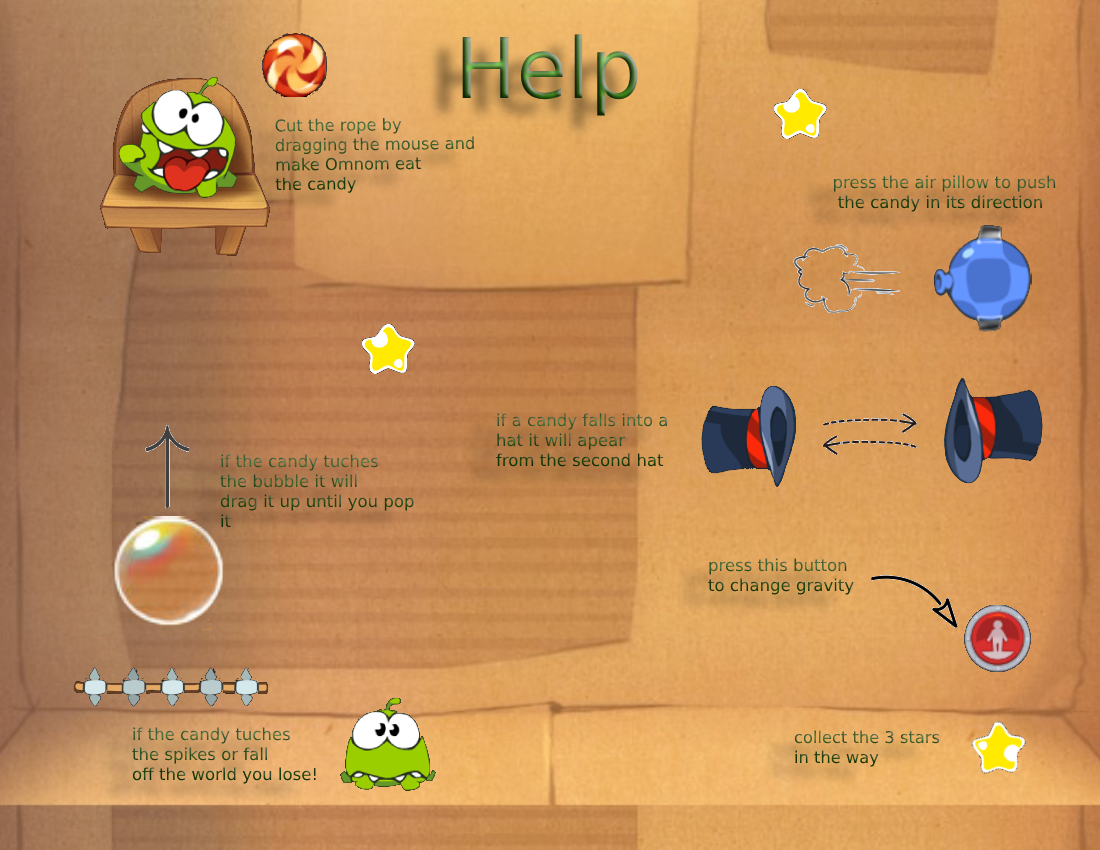 Help
Cut the rope by
dragging the mouse and
make Omnom eat
the candy
press the air pillow to push
the candy in its direction
if a candy falls into a
hat it will apear
from the second hat
if the candy tuches
the bubble it will
drag it up until you pop
it
press this button
to change gravity
if the candy tuches
the spikes or fall
off the world you lose!
collect the 3 stars
in the way